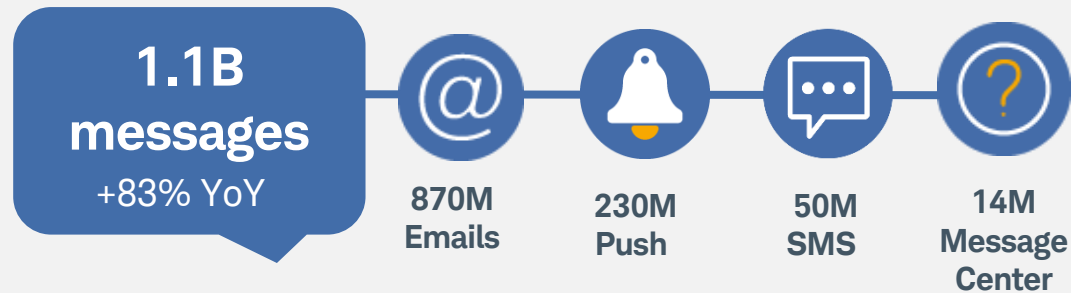 1.1B
messages
+83% YoY
@
870M
Emails
230M
Push
50M
SMS
?
14M
Message
Center